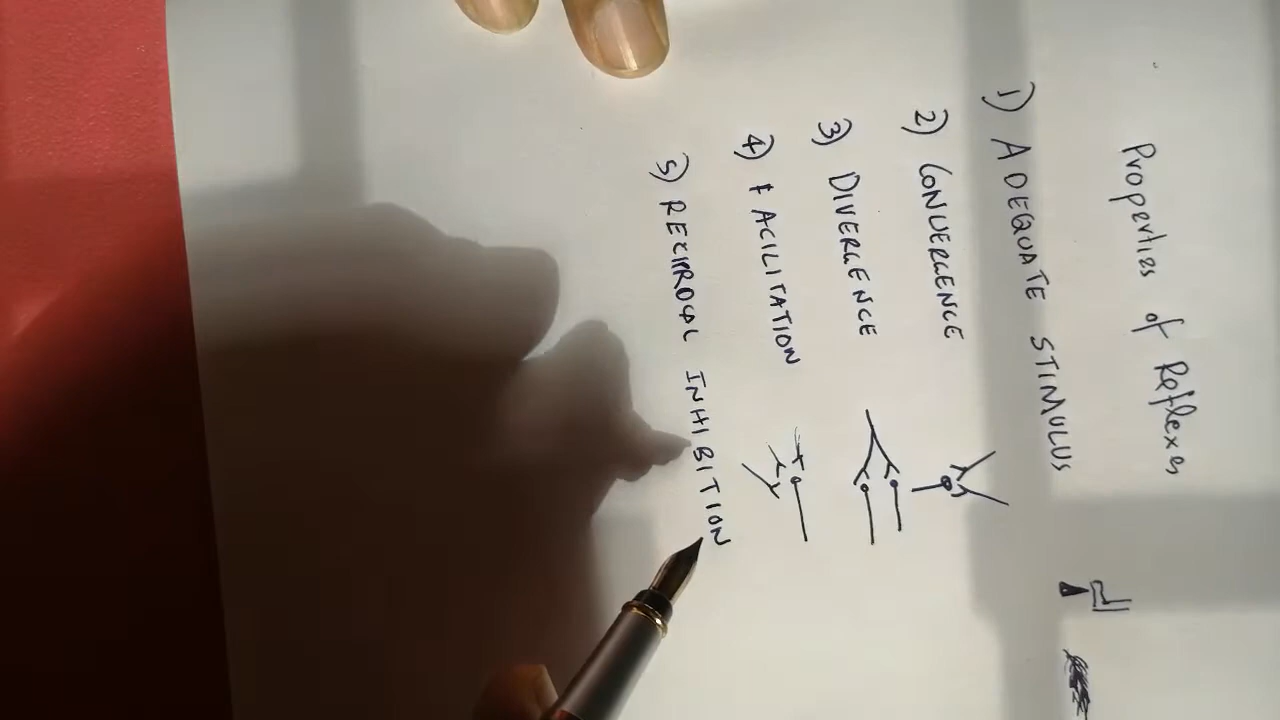 Properties of Reflexes
1) ADEQUATE STIMULUS
2) CONVERGENCE
3) DIVERGENCE
4) FACILITATION
5) RECIPROCAL INHIBITION